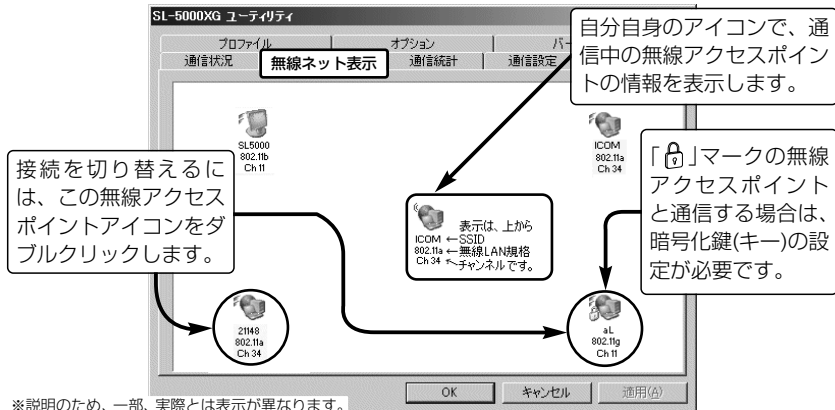 SL-5000XG ユーティリティ
プロファイル
オプション
バー
通信状況
無線ネット表示
通信統計
通信設定
自分自身のアイコンで、通
信中の無線アクセスポイン
トの情報を表示します。
SL5000
802.11b
Ch 11
ICOM
802.11a
Ch 34
接続を切り替えるに
は、この無線アクセス
ポイントアイコンをダ
ブルクリックします。
「 」マークの無線
アクセスポイント
と通信する場合は、
暗号化鍵(キー)の設
定が必要です。
表示は、上から
ICOM ←SSID
802.11a ←無線LAN規格
Ch 34 ←チャンネルです。
21148
802.11a
Ch 34
aL
802.11g
Ch 11
OK
キャンセル
適用(A)
※説明のため、一部、実際とは表示が異なります。